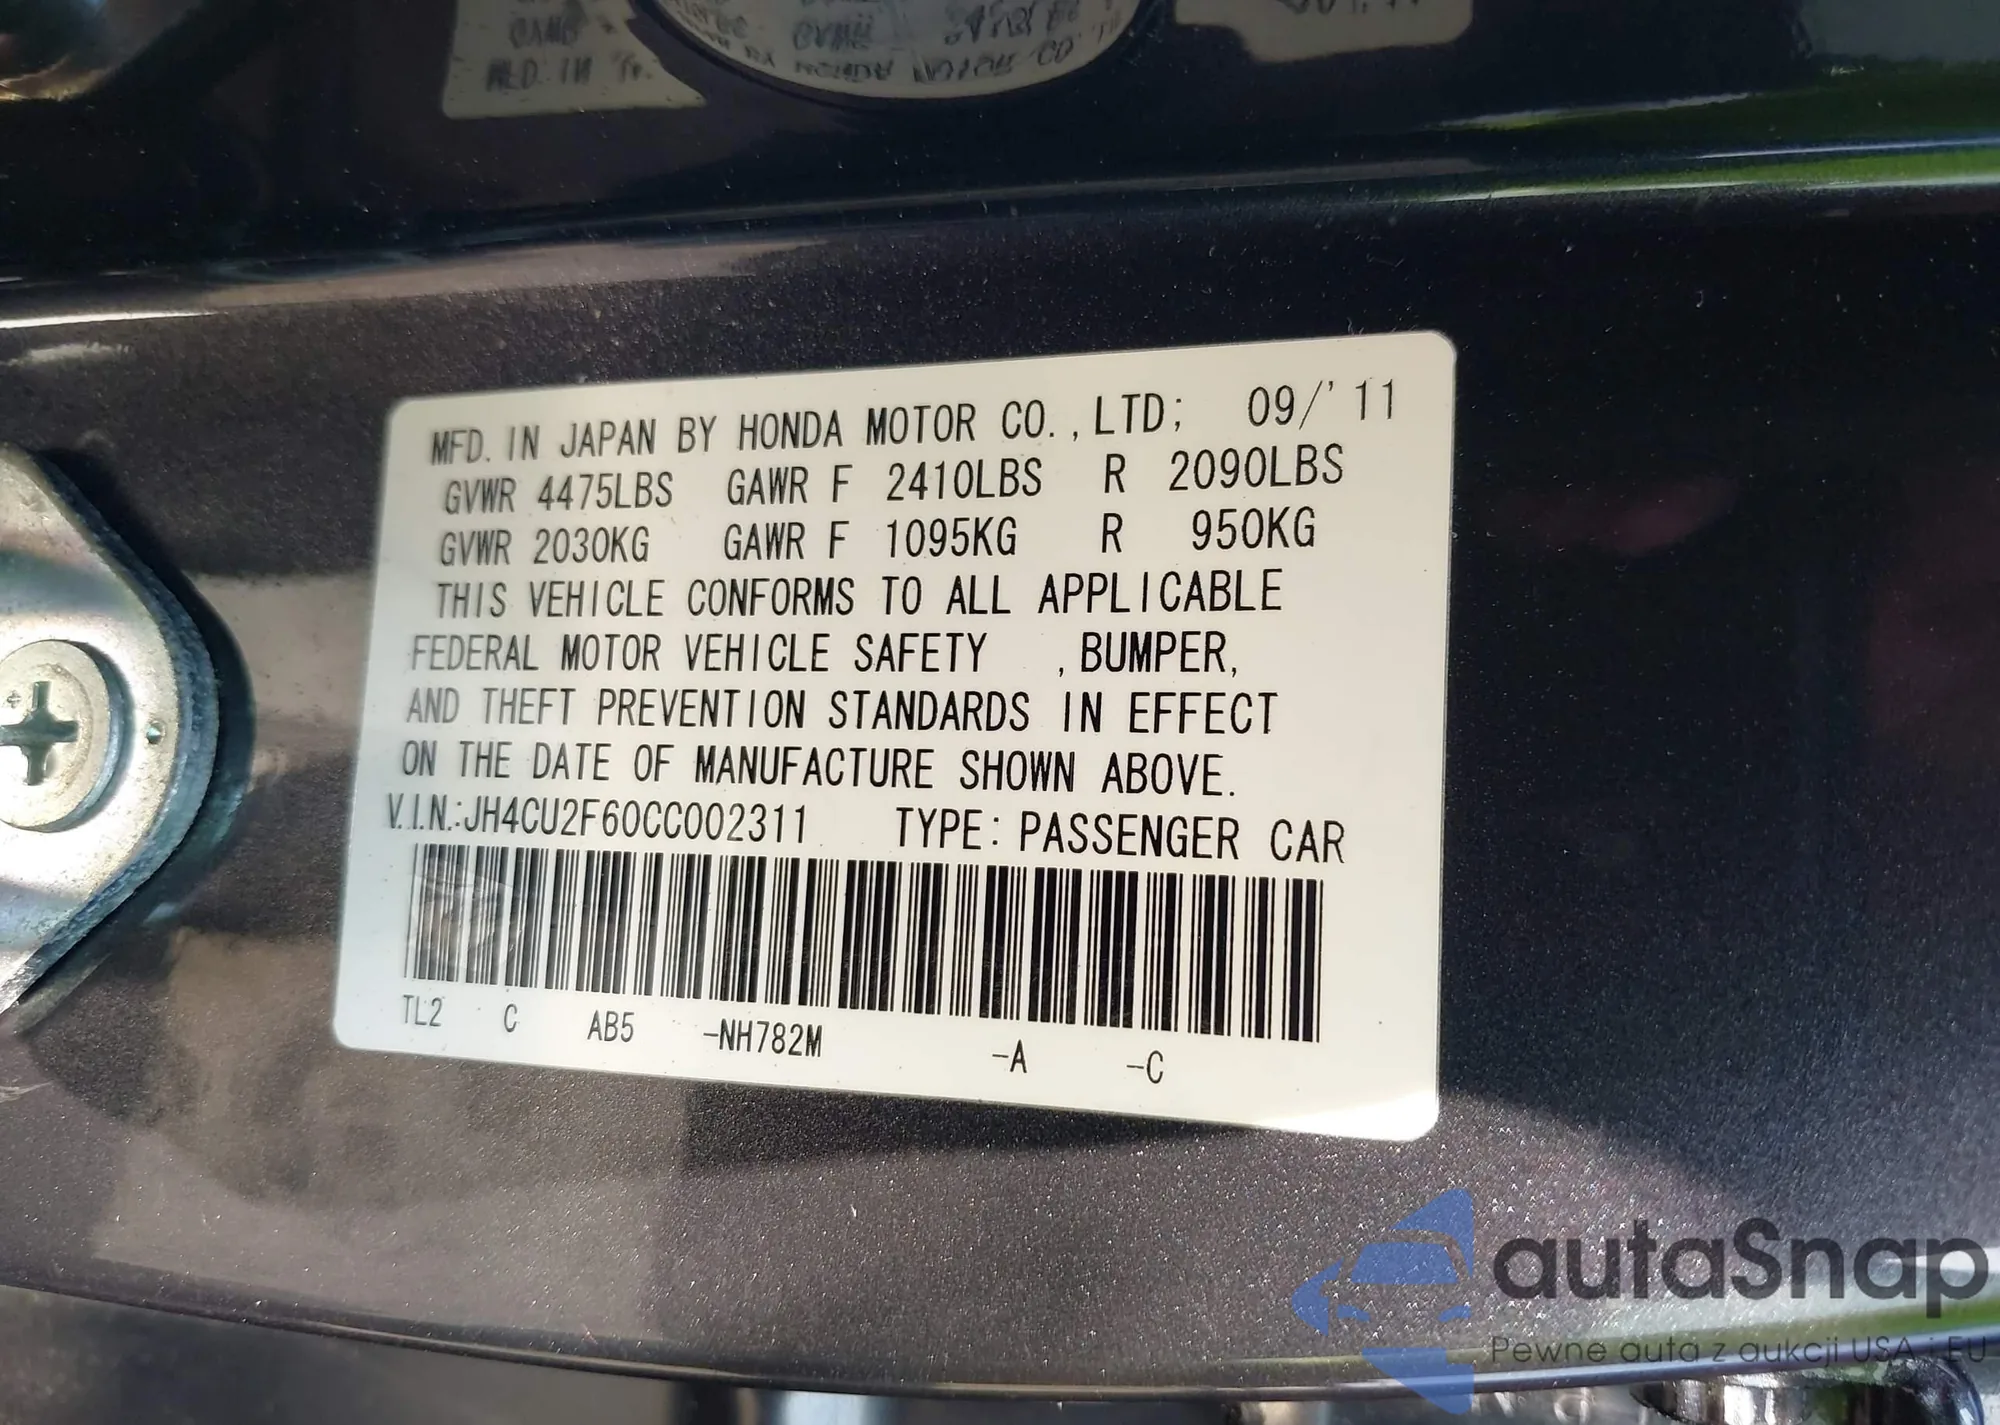 MFD. IN JAPAN BY HONDA MOTOR CO.,LTD; 09/'11
GVWR 4475LBS GAWR F 2410LBS R 2090LBS
GVWR 2030KG GAWR F 1095KG R 950KG
THIS VEHICLE CONFORMS TO ALL APPLICABLE
FEDERAL MOTOR VEHICLE SAFETY ,BUMPER,
AND THEFT PREVENTION STANDARDS IN EFFECT
ON THE DATE OF MANUFACTURE SHOWN ABOVE.
V.I.N.:JH4CU2F60CC002311 TYPE: PASSENGER CAR
TL2 C AB5 -NH782M -A -C
autaSnap
Pewne auta z aukcji USA i EU